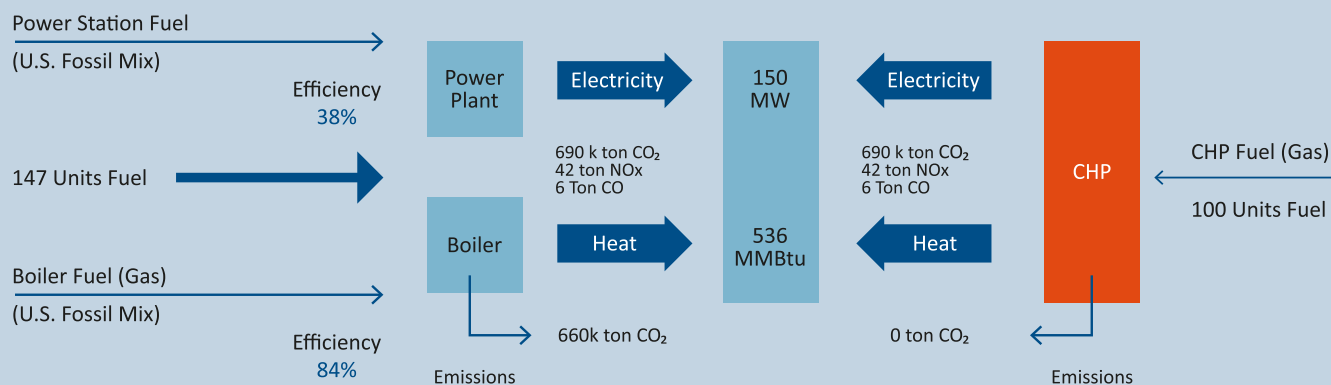 Power Station Fuel
(U.S. Fossil Mix)
Efficiency
38%
147 Units Fuel
Boiler Fuel (Gas)
(U.S. Fossil Mix)
Efficiency
84%
Power
Plant
Boiler
Emissions
Electricity
690 k ton CO₂
42 ton NOx
6 Ton CO
Heat
660k ton CO₂
150
MW
536
MMBtu
Electricity
690 k ton CO₂
42 ton NOx
6 Ton CO
Heat
0 ton CO₂
CHP
Emissions
CHP Fuel (Gas)
100 Units Fuel